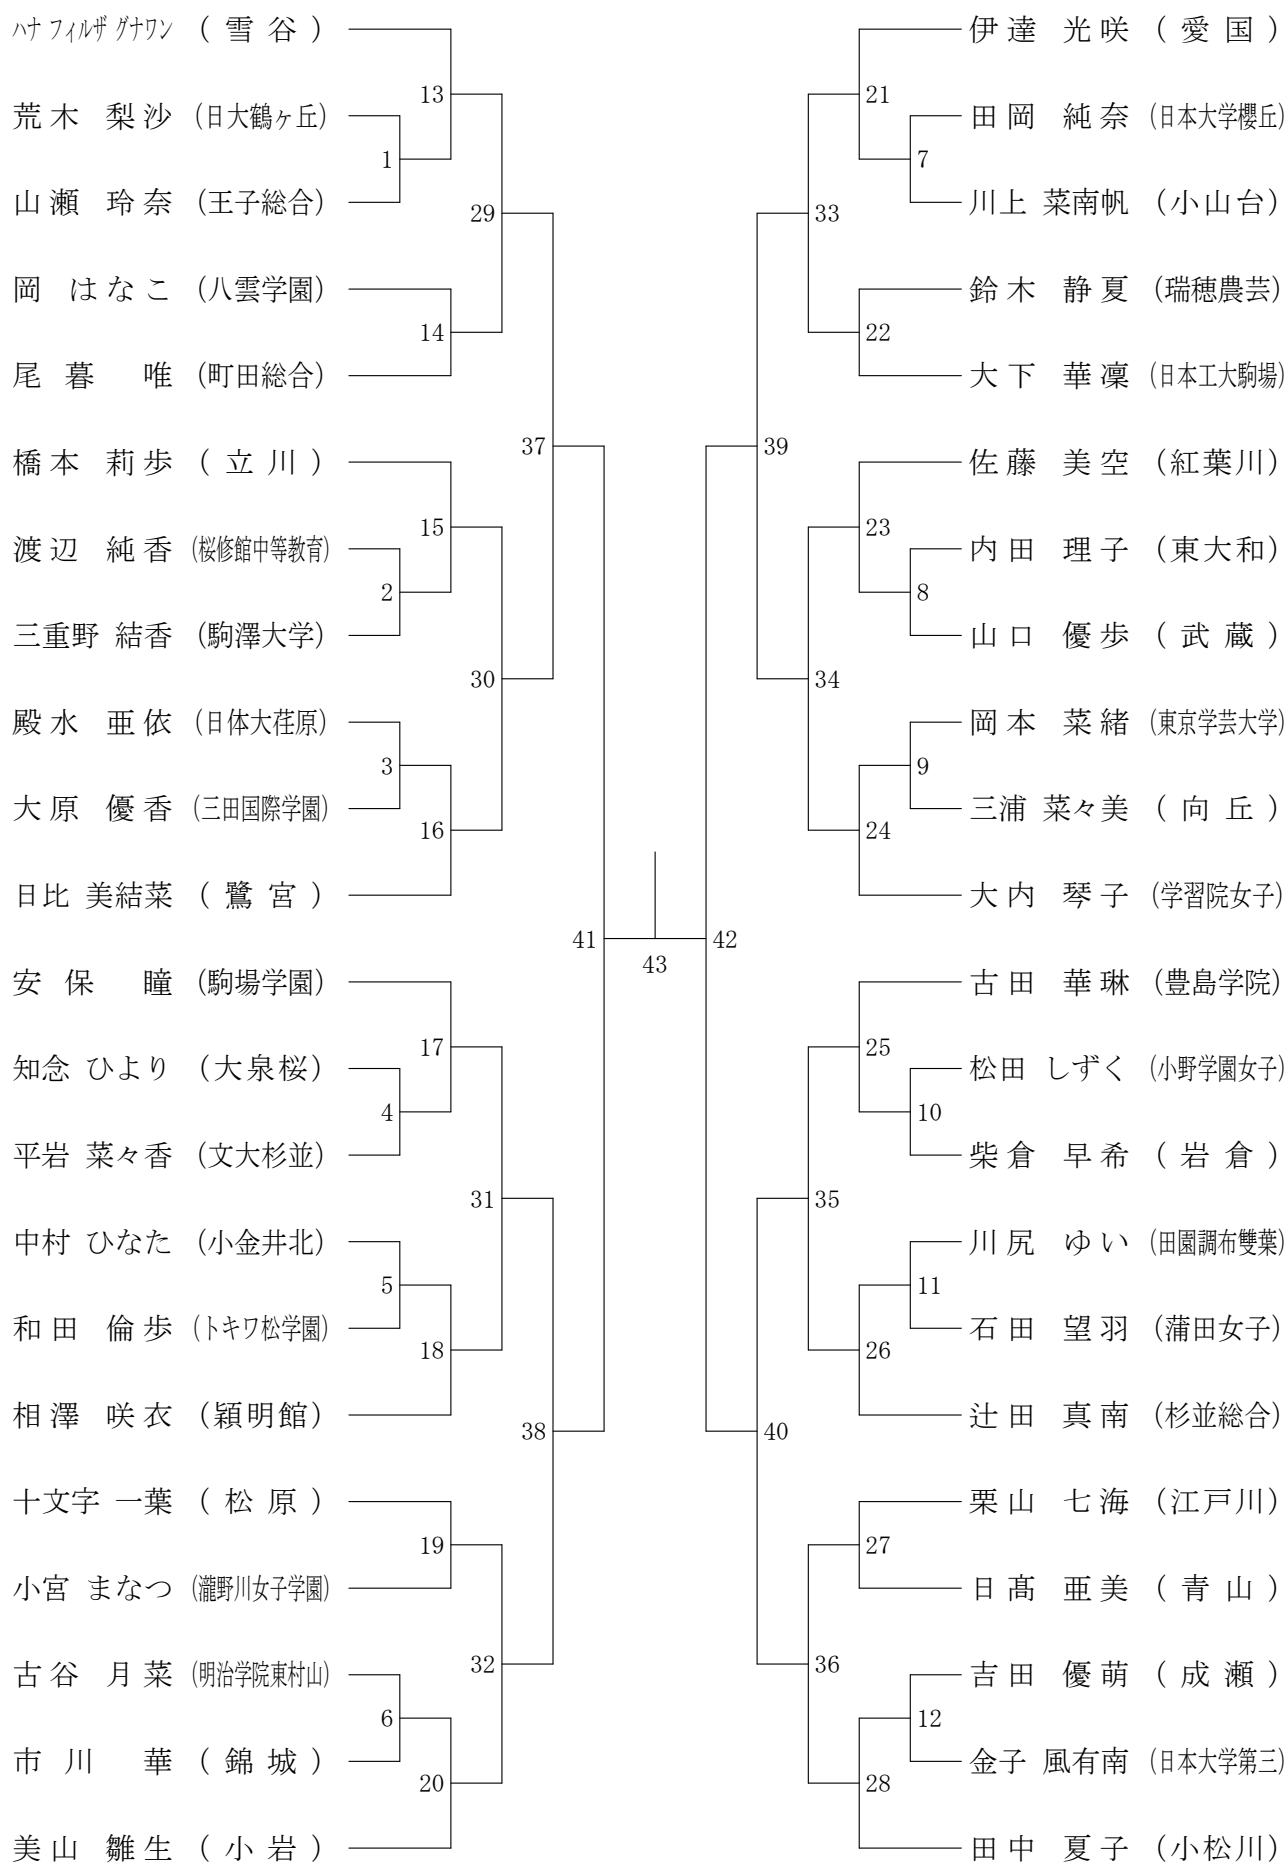 ハナ フィルザ グナワン (雪谷)
荒木 梨沙 (日大鶴ヶ丘)
山瀬 玲奈 (王子総合)
岡 はなこ (八雲学園)
尾暮 唯 (町田総合)
橋本 莉歩 (立川)
渡辺 純香 (桜修館中等教育)
三重野 結香 (駒澤大学)
殿水 亜依 (日体大荏原)
大原 優香 (三田国際学園)
日比 美結菜 (鷺宮)
安保 瞳 (駒場学園)
知念 ひより (大泉桜)
平岩 菜々香 (文大杉並)
中村 ひなた (小金井北)
和田 倫歩 (トキワ松学園)
相澤 咲衣 (穎明館)
十文字 一葉 (松原)
小宮 まなつ (瀧野川女子学園)
古谷 月菜 (明治学院東村山)
市川 華 (錦城)
美山 雛生 (小岩)
1
2
3
4
5
6
13
14
15
16
17
18
19
20
29
30
31
32
37
38
41
43
42
39
40
33
34
35
36
21
22
23
24
25
26
27
28
7
8
9
10
11
12
伊達 光咲 (愛国)
田岡 純奈 (日本大学櫻丘)
川上 菜南帆 (小山台)
鈴木 静夏 (瑞穂農芸)
大下 華凜 (日本工大駒場)
佐藤 美空 (紅葉川)
内田 理子 (東大和)
山口 優歩 (武蔵)
岡本 菜緒 (東京学芸大学)
三浦 菜々美 (向丘)
大内 琴子 (学習院女子)
古田 華琳 (豊島学院)
松田 しずく (小野学園女子)
柴倉 早希 (岩倉)
川尻 ゆい (田園調布雙葉)
石田 望羽 (蒲田女子)
辻田 真南 (杉並総合)
栗山 七海 (江戸川)
日髙 亜美 (青山)
吉田 優萌 (成瀬)
金子 風有南 (日本大学第三)
田中 夏子 (小松川)